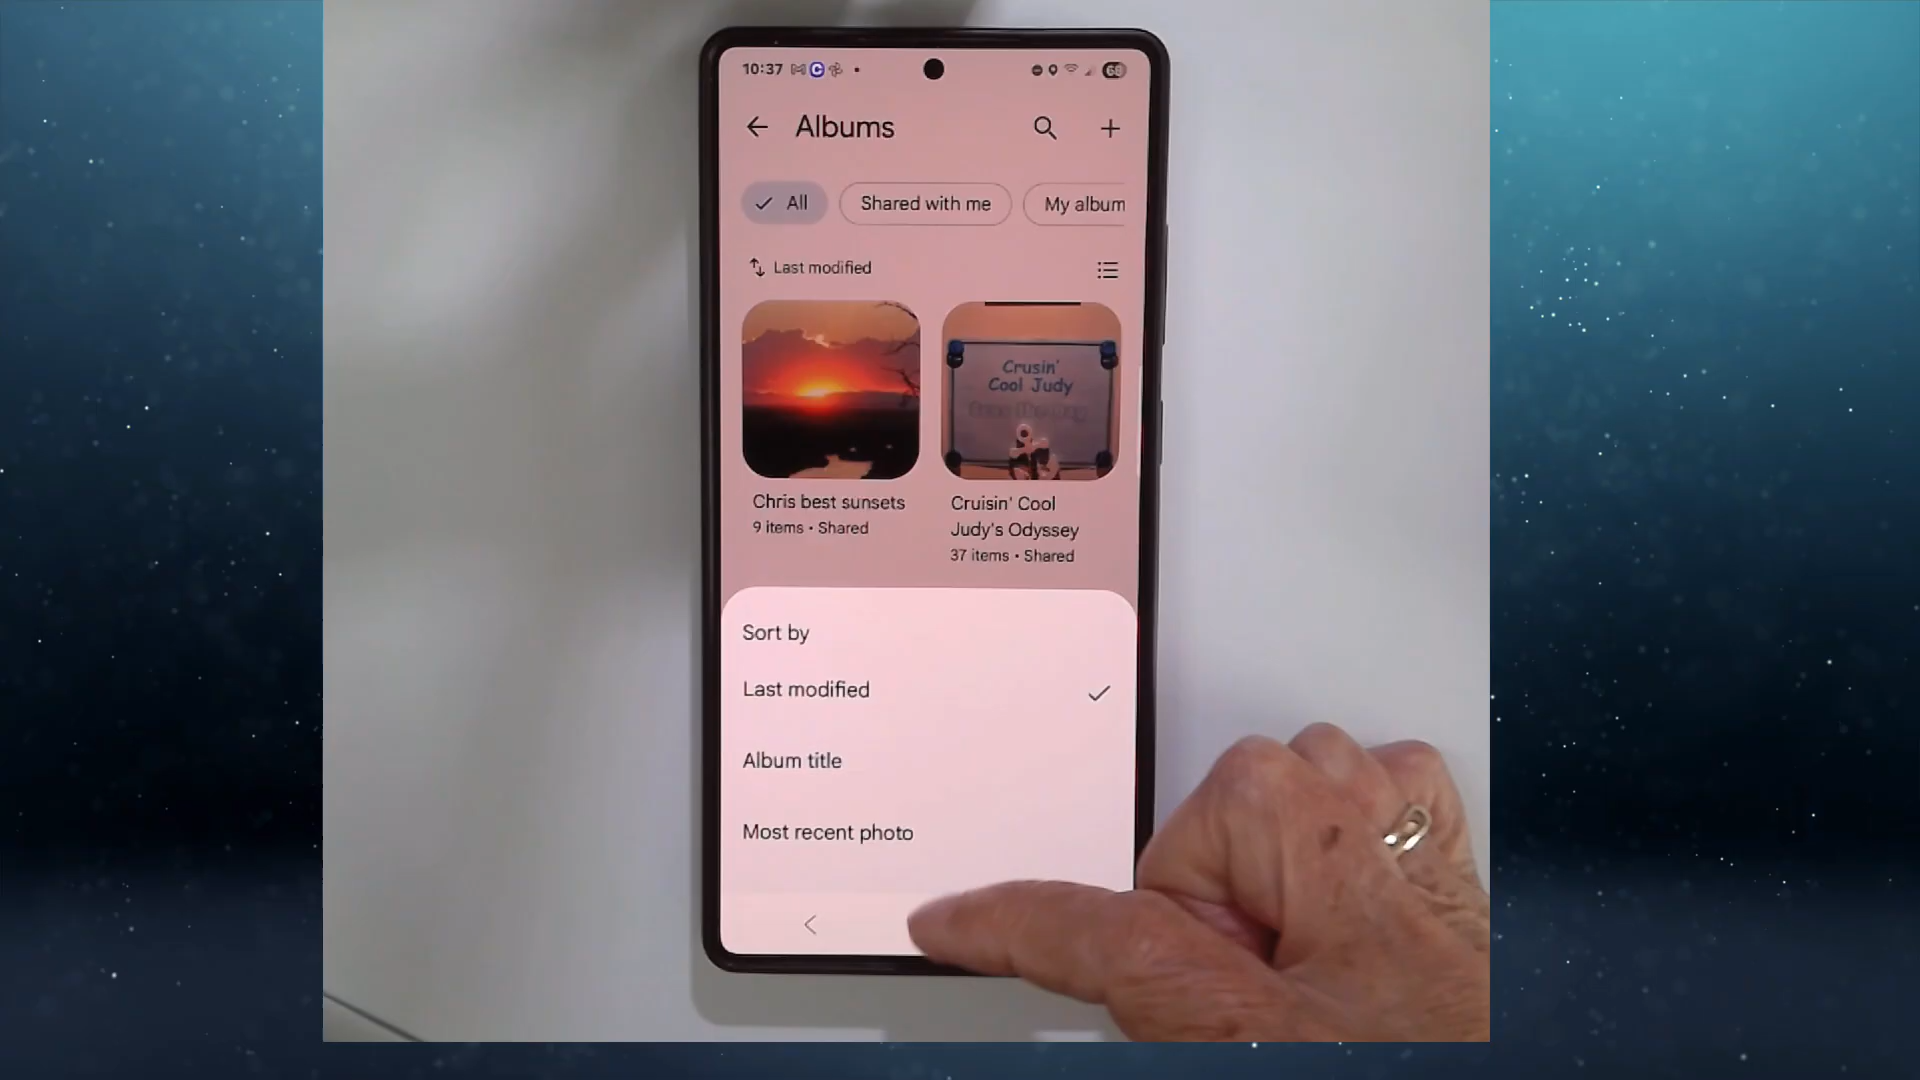 10:37
60
Albums
All
Shared with me
My album
Last modified
Crusin'
Cool Judy
Chris best sunsets
9 items • Shared
Cruisin' Cool
Judy's Odyssey
37 items • Shared
Sort by
Last modified
Album title
Most recent photo